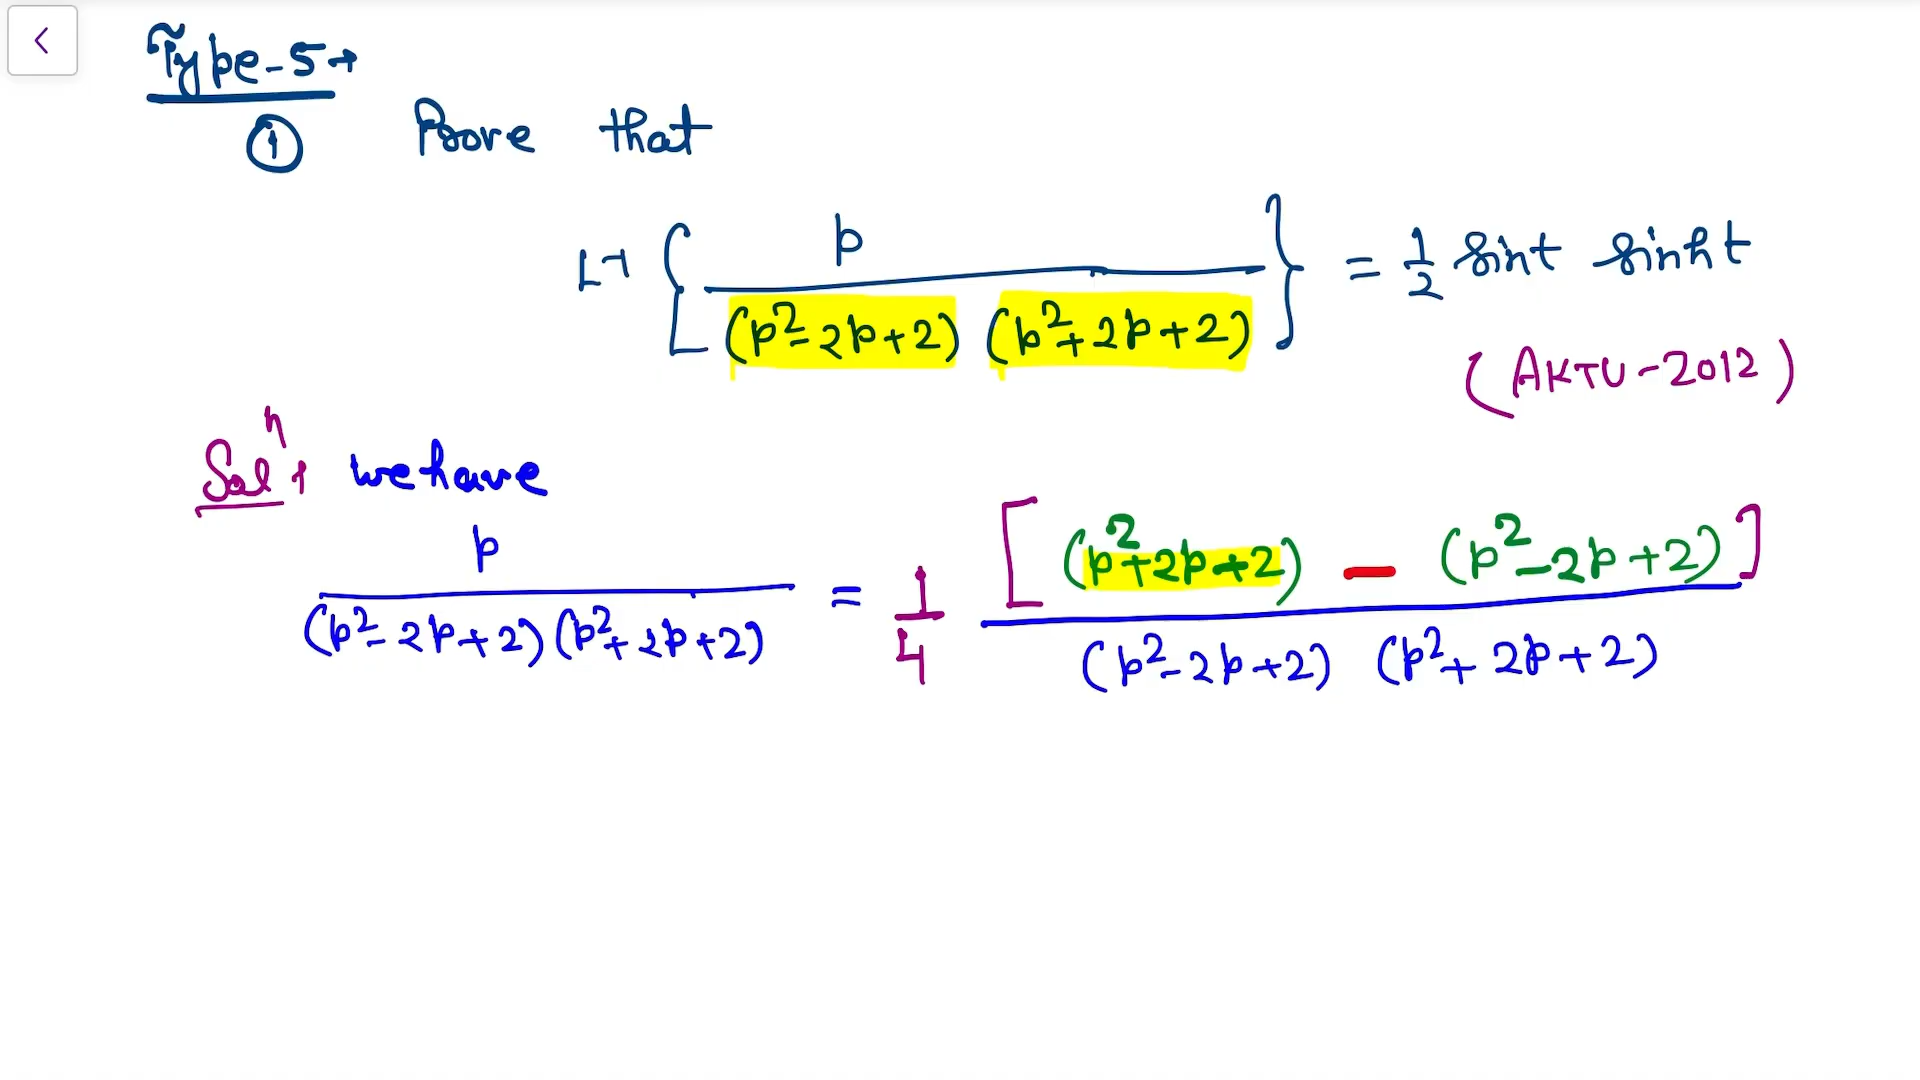 Type-5→
① Prove that
L⁻¹ { p / (p²-2p+2) (p²+2p+2) } = 1/2 sint sinht
(AKTU-2012)
Solⁿ: we have
p / (p²-2p+2)(p²+2p+2) = 1/4 [(p²+2p+2) - (p²-2p+2)] / (p²-2p+2) (p²+2p+2)